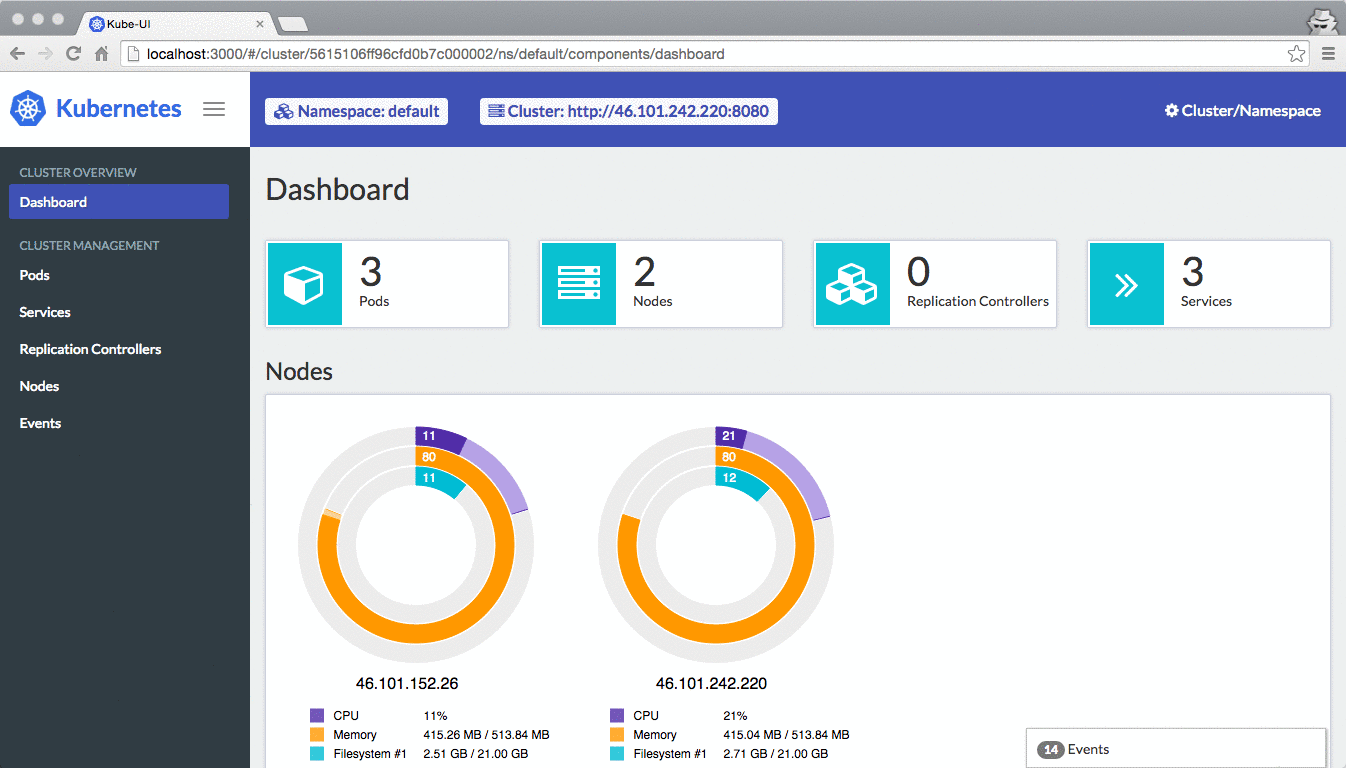 Kube-UI
localhost:3000/#/cluster/5615106ff96cfd0b7c000002/ns/default/components/dashboard
Kubernetes
Namespace: default
Cluster: http://46.101.242.220:8080
Cluster/Namespace
CLUSTER OVERVIEW
Dashboard
CLUSTER MANAGEMENT
Pods
Services
Replication Controllers
Nodes
Events
Dashboard
3
Pods
2
Nodes
0
Replication Controllers
3
Services
Nodes
11
80
11
46.101.152.26
CPU 11%
Memory 415.26 MB / 513.84 MB
Filesystem #1 2.51 GB / 21.00 GB
21
80
12
46.101.242.220
CPU 21%
Memory 415.04 MB / 513.84 MB
Filesystem #1 2.71 GB / 21.00 GB
14 Events